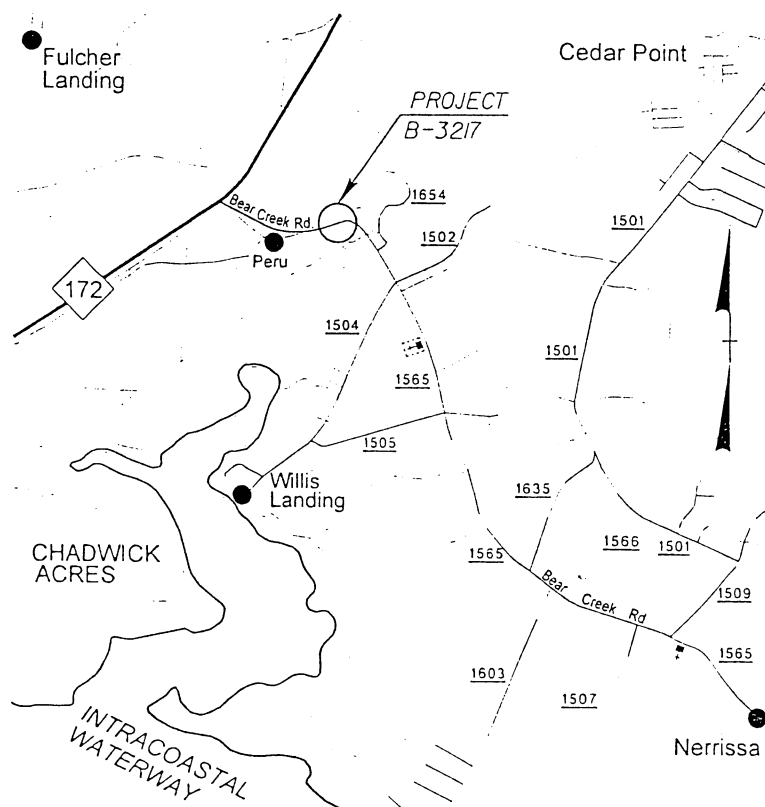 Fulcher
Landing
Cedar Point
PROJECT
B-3217
1654
Bear Creek Rd.
1502
1501
Peru
172
1504
1501
1565
1505
Willis
Landing
1635
CHADWICK
ACRES
1565
1566
1501
Bear Creek Rd
1509
1565
1603
1507
INTRACOASTAL
WATERWAY
Nerrissa